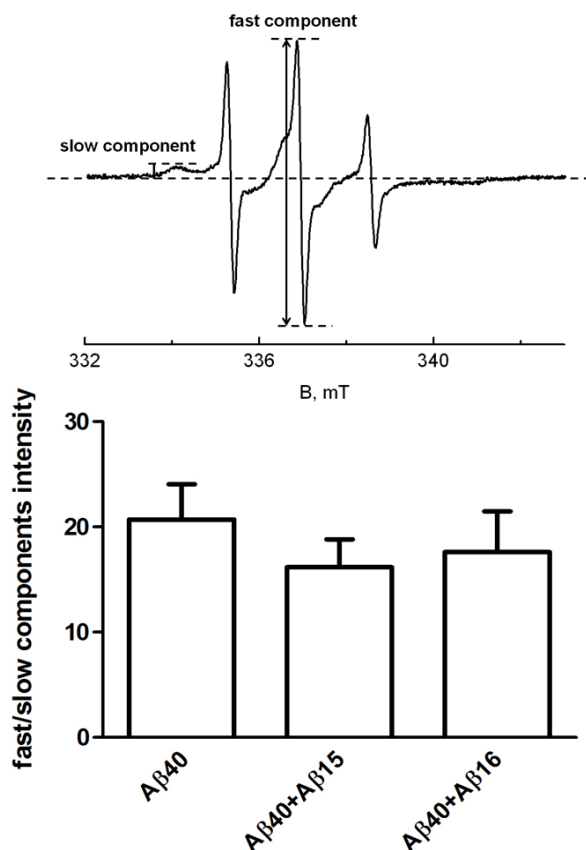 fast component
slow component
332
336
340
B, mT
fast/slow components intensity
30
20
10
0
Aβ40
Aβ40+Aβ15
Aβ40+Aβ16